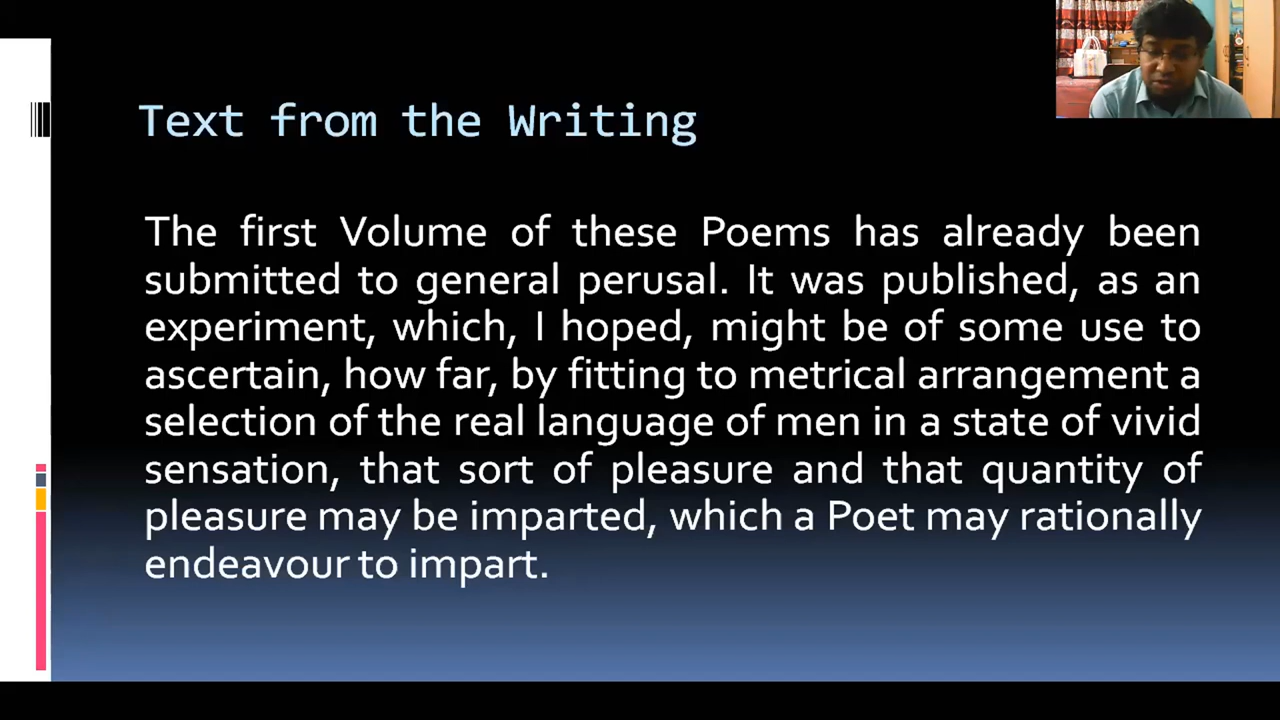 Text from the Writing
The first Volume of these Poems has already been
submitted to general perusal. It was published, as an
experiment, which, I hoped, might be of some use to
ascertain, how far, by fitting to metrical arrangement a
selection of the real language of men in a state of vivid
sensation, that sort of pleasure and that quantity of
pleasure may be imparted, which a Poet may rationally
endeavour to impart.